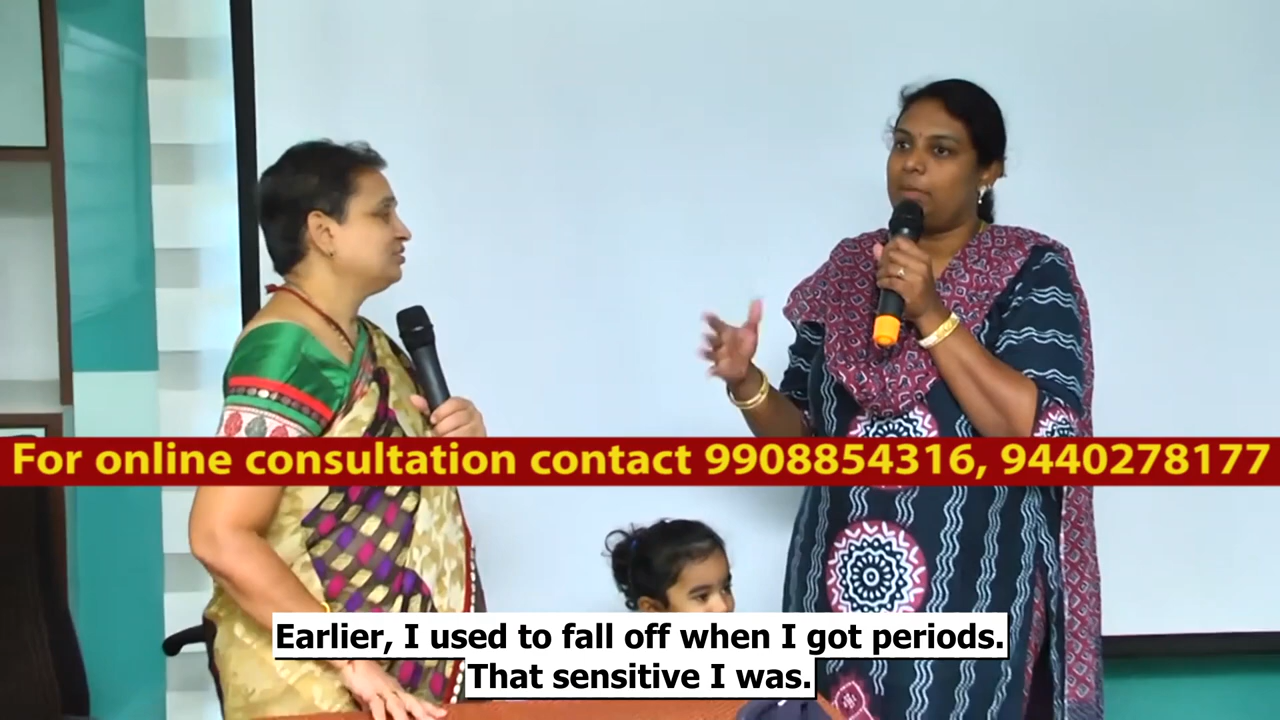 For online consultation contact 9908854316, 9440278177
Earlier, I used to fall off when I got periods.
That sensitive I was.